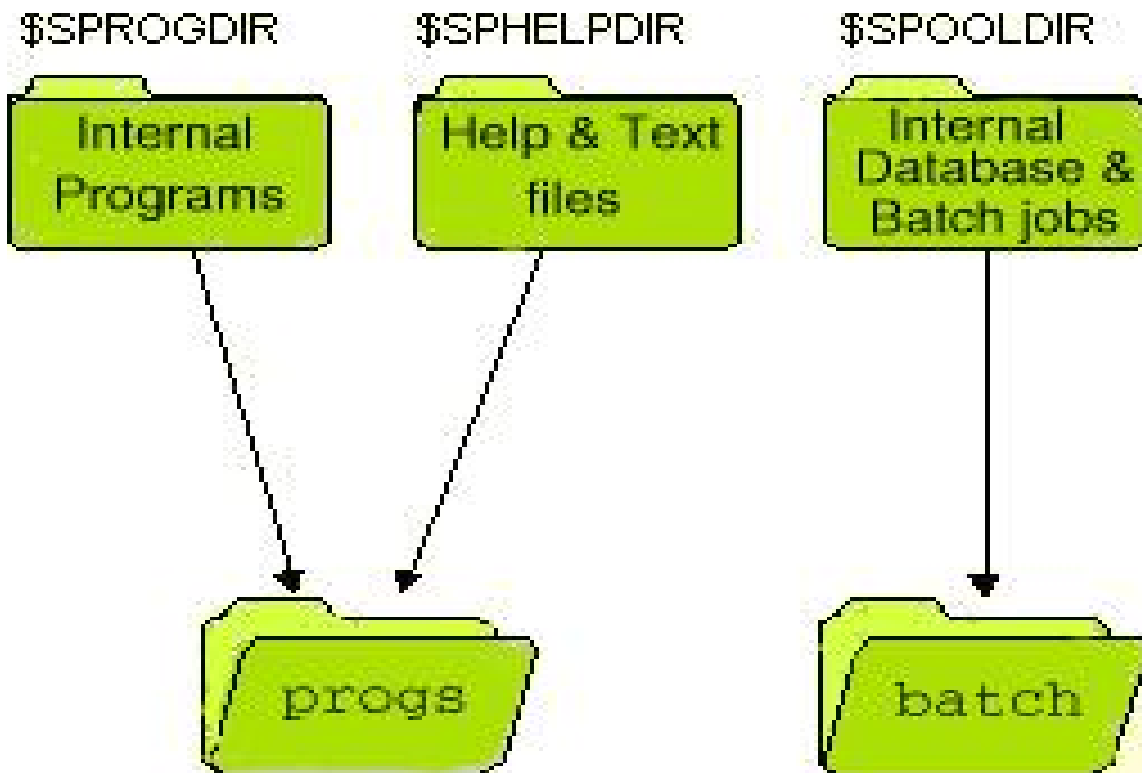 $SPROGDIR
$SPHELPDIR
$SPOOLDIR
Internal
Programs
Help & Text
files
Internal
Database &
Batch jobs
progs
batch